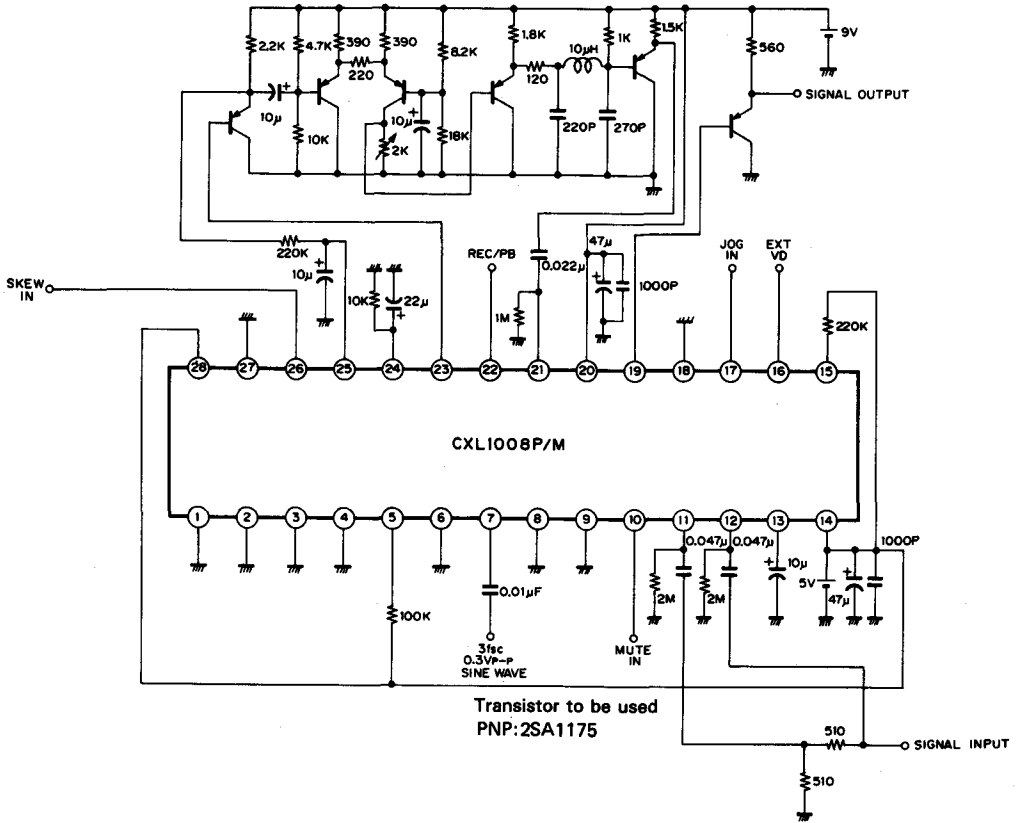 2.2K
4.7K
390
390
8.2K
1.8K
10μH
1K
1.5K
9V
560
220
120
SIGNAL OUTPUT
10μ
+
10μ
+
220P
270P
10K
18K
2K
220K
REC/PB
47μ
JOG IN
EXT VD
SKEW IN
10μ
+
0.022μ
1000P
+
10K
22μ
+
1M
220K
28
27
26
25
24
23
22
21
20
19
18
17
16
15
CXL1008P/M
1
2
3
4
5
6
7
8
9
10
11
12
13
14
0.047μ
0.047μ
1000P
10μ
+
5V
47μ
+
2M
2M
0.01μF
100K
3fsc
0.3VP-P
SINE WAVE
MUTE IN
Transistor to be used
PNP:2SA1175
510
SIGNAL INPUT
510